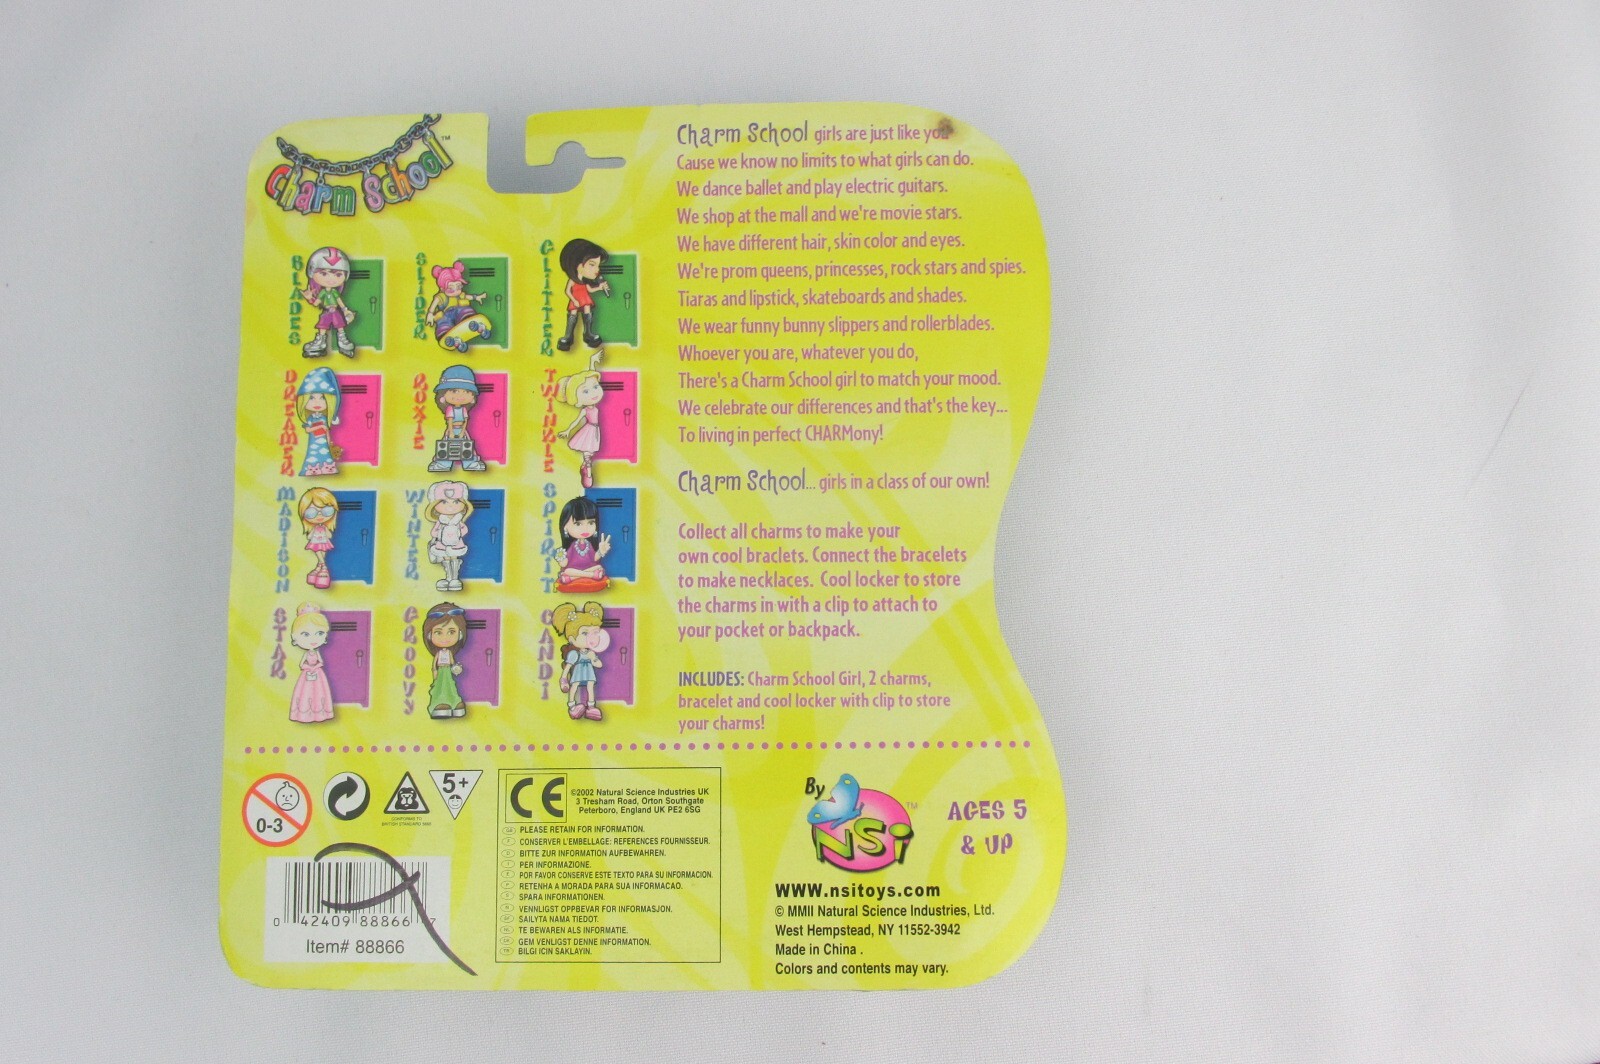 Charm School™
BLADES
SLIDER
GLITTER
DREAMER
ROXIE
TWINKLE
MADISON
WINTER
SPIRIT
STAR
GROOVY
CANDI
Charm School girls are just like you
Cause we know no limits to what girls can do.
We dance ballet and play electric guitars.
We shop at the mall and we're movie stars.
We have different hair, skin color and eyes.
We're prom queens, princesses, rock stars and spies.
Tiaras and lipstick, skateboards and shades.
We wear funny bunny slippers and rollerblades.
Whoever you are, whatever you do,
There's a Charm School girl to match your mood.
We celebrate our differences and that's the key...
To living in perfect CHARMony!
Charm School... girls in a class of our own!
Collect all charms to make your
own cool braclets. Connect the bracelets
to make necklaces. Cool locker to store
the charms in with a clip to attach to
your pocket or backpack.
INCLUDES: Charm School Girl, 2 charms,
bracelet and cool locker with clip to store
your charms!
0-3
CONFORMS TO
BRITISH STANDARD 5665
5+
CE
©2002 Natural Science Industries UK
3 Tresham Road, Orton Southgate
Peterboro, England UK PE2 6SG
PLEASE RETAIN FOR INFORMATION.
CONSERVER L'EMBALLAGE: REFERENCES FOURNISSEUR.
BITTE ZUR INFORMATION AUFBEWAHREN.
PER INFORMAZIONE.
POR FAVOR CONSERVE ESTE TEXTO PARA SU INFORMACION.
RETENHA A MORADA PARA SUA INFORMACAO.
SPARA INFORMATIONEN.
VENNLIGST OPPBEVAR FOR INFORMASJON.
SAILYTA NAMA TIEDOT.
TE BEWAREN ALS INFORMATIE.
GEM VENLIGST DENNE INFORMATION.
BILGI ICIN SAKLAYIN.
0 42409 88866 7
Item# 88866
By
NSi™
AGES 5
& UP
WWW.nsitoys.com
© MMII Natural Science Industries, Ltd.
West Hempstead, NY 11552-3942
Made in China .
Colors and contents may vary.